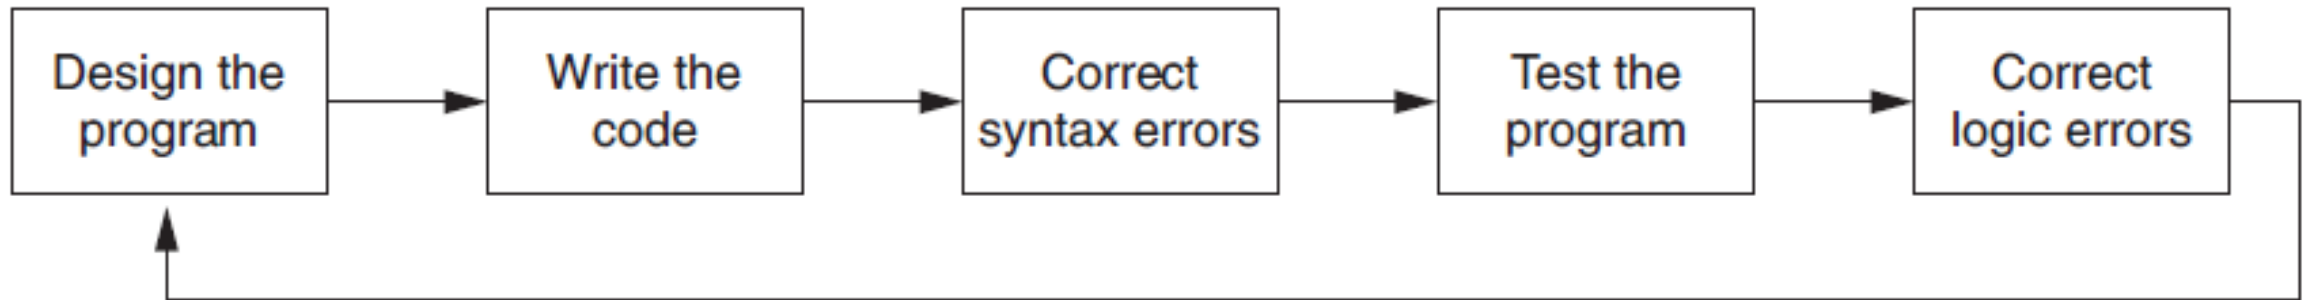 Design the
program
Write the
code
Correct
syntax errors
Test the
program
Correct
logic errors